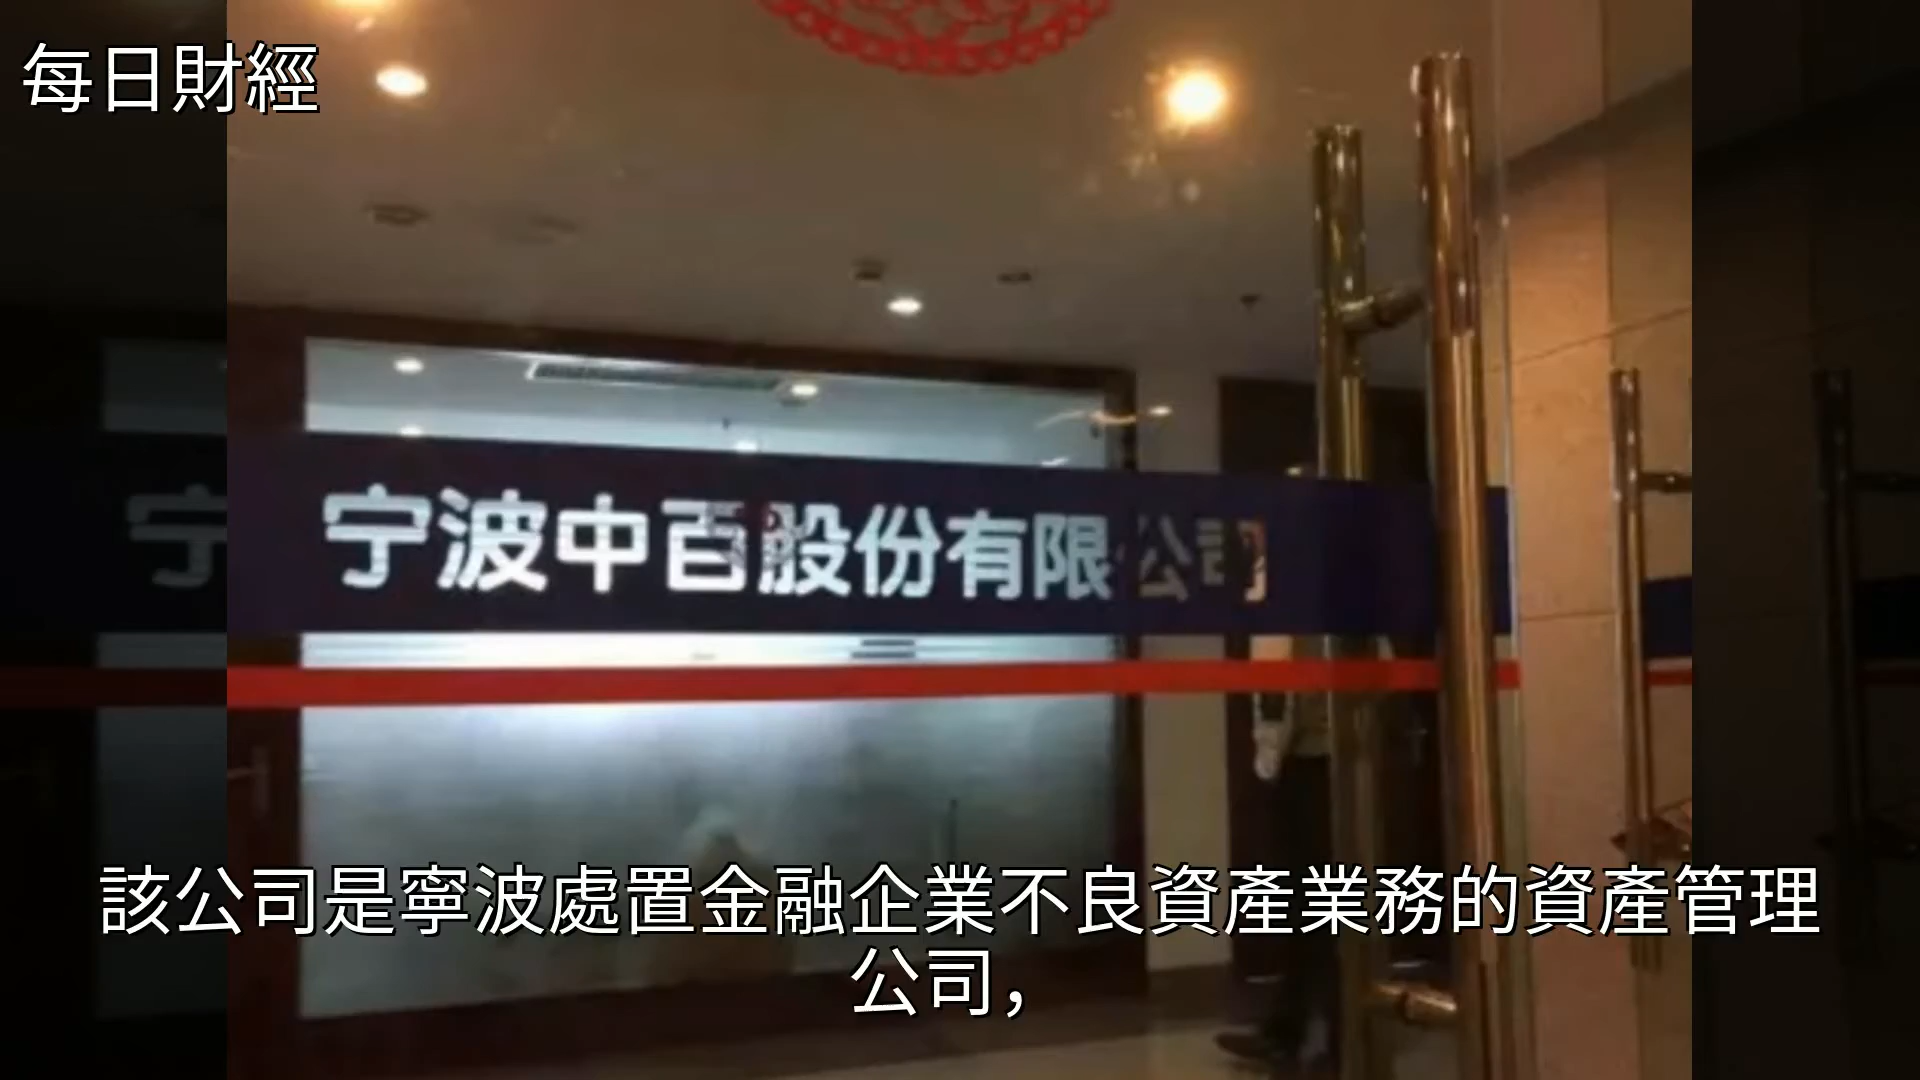 每日財經
宁波中百股份有限公司
該公司是寧波處置金融企業不良資產業務的資產管理
公司，